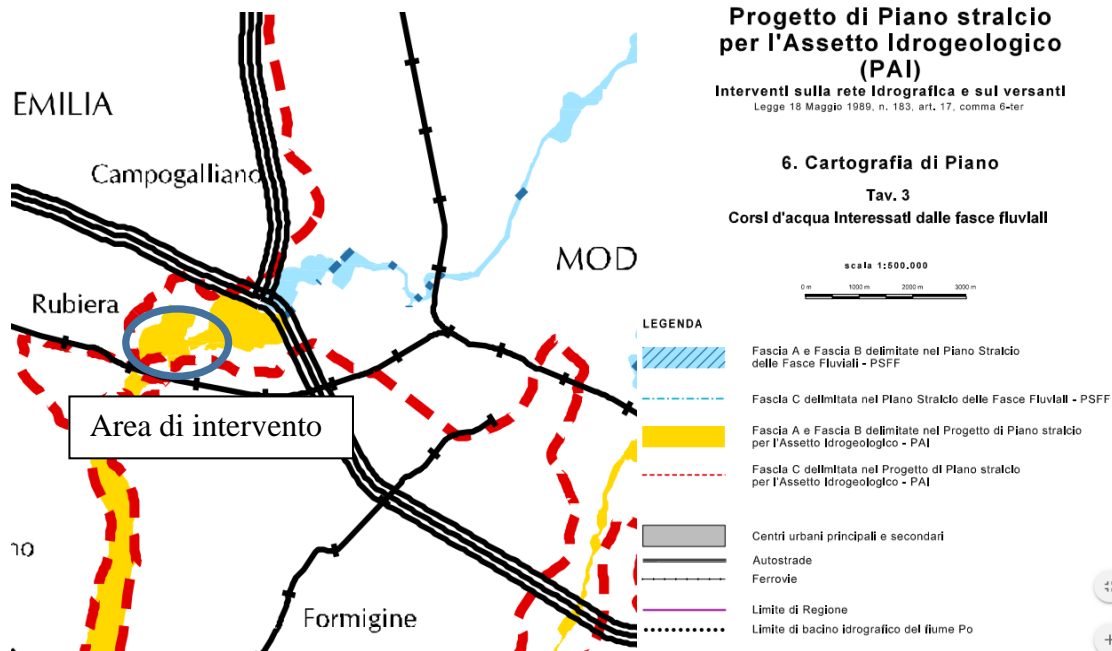 EMILIA
Campogalliano
Rubiera
MOD
Area di intervento
no
Formigine
Progetto di Piano stralcio
per l'Assetto Idrogeologico
(PAI)
Interventi sulla rete Idrografica e sui versanti
Legge 18 Maggio 1989, n. 183, art. 17, comma 6-ter
6. Cartografia di Piano
Tav. 3
Corsi d'acqua Interessati dalle fasce fluviali
scala 1:500.000
0 m 1000 m 2000 m 3000 m
LEGENDA
Fascia A e Fascia B delimitate nel Piano Stralcio
delle Fasce Fluviali - PSFF
Fascia C delimitata nel Piano Stralcio delle Fasce Fluviali - PSFF
Fascia A e Fascia B delimitate nel Progetto di Piano stralcio
per l'Assetto Idrogeologico - PAI
Fascia C delimitata nel Progetto di Piano stralcio
per l'Assetto Idrogeologico - PAI
Centri urbani principali e secondari
Autostrade
Ferrovie
Limite di Regione
Limite di bacino idrografico del fiume Po